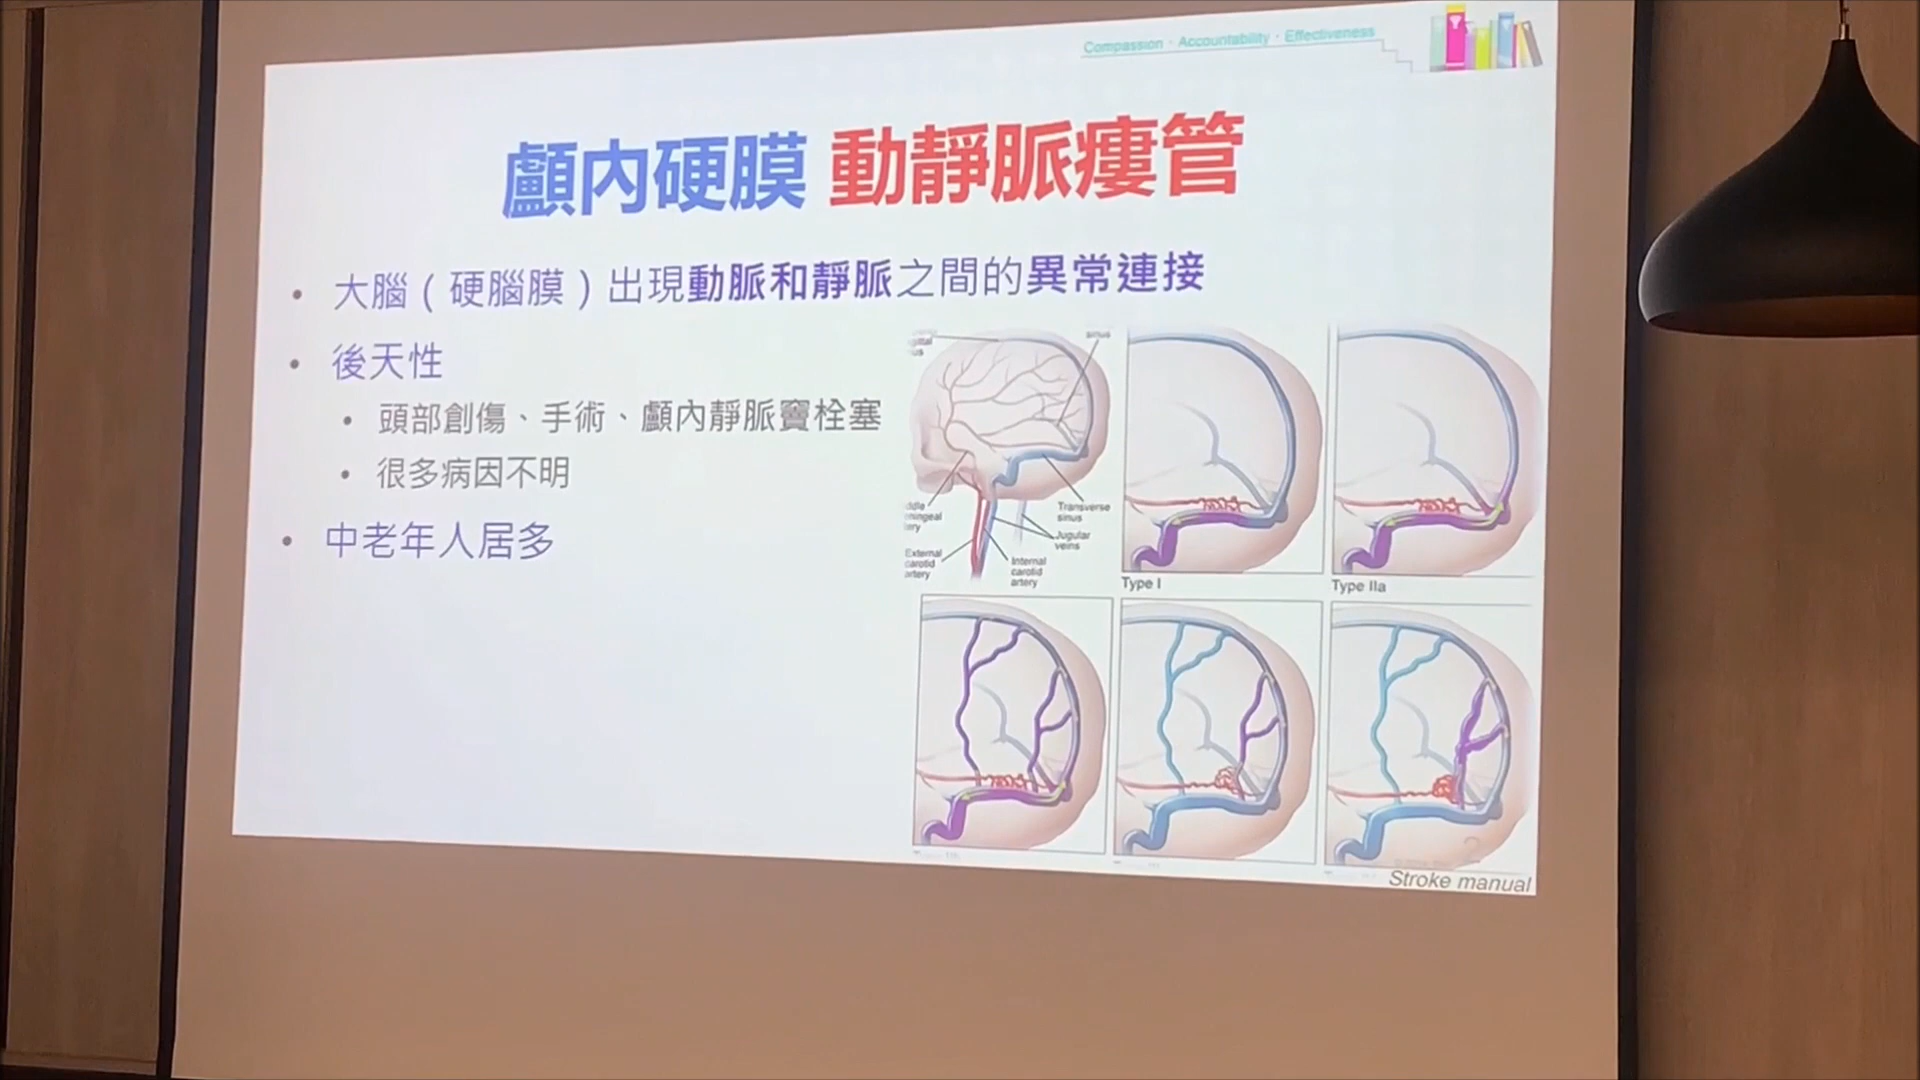 Compassion · Accountability · Effectiveness
顱內硬膜 動靜脈瘻管
• 大腦(硬腦膜)出現動脈和靜脈之間的異常連接
• 後天性
• 頭部創傷、手術、顱內靜脈竇栓塞
• 很多病因不明
• 中老年人居多
sinus
Transverse
sinus
Jugular
veins
External
carotid
artery
Internal
carotid
artery
Type I
Type IIa
2
Stroke manual